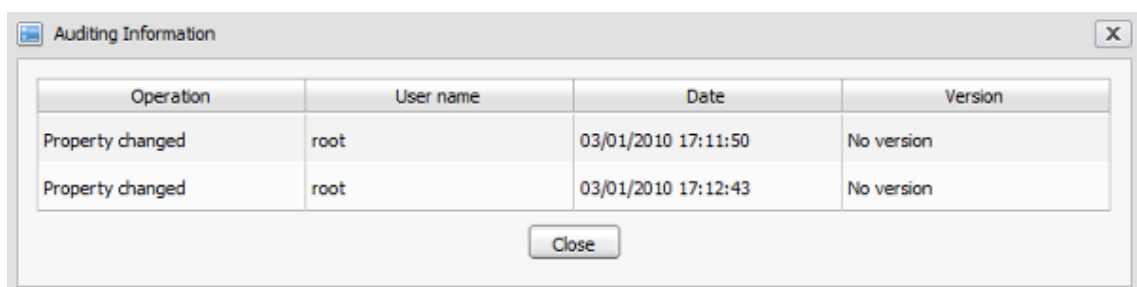 Auditing Information
Operation User name Date Version
Property changed root 03/01/2010 17:11:50 No version
Property changed root 03/01/2010 17:12:43 No version
Close